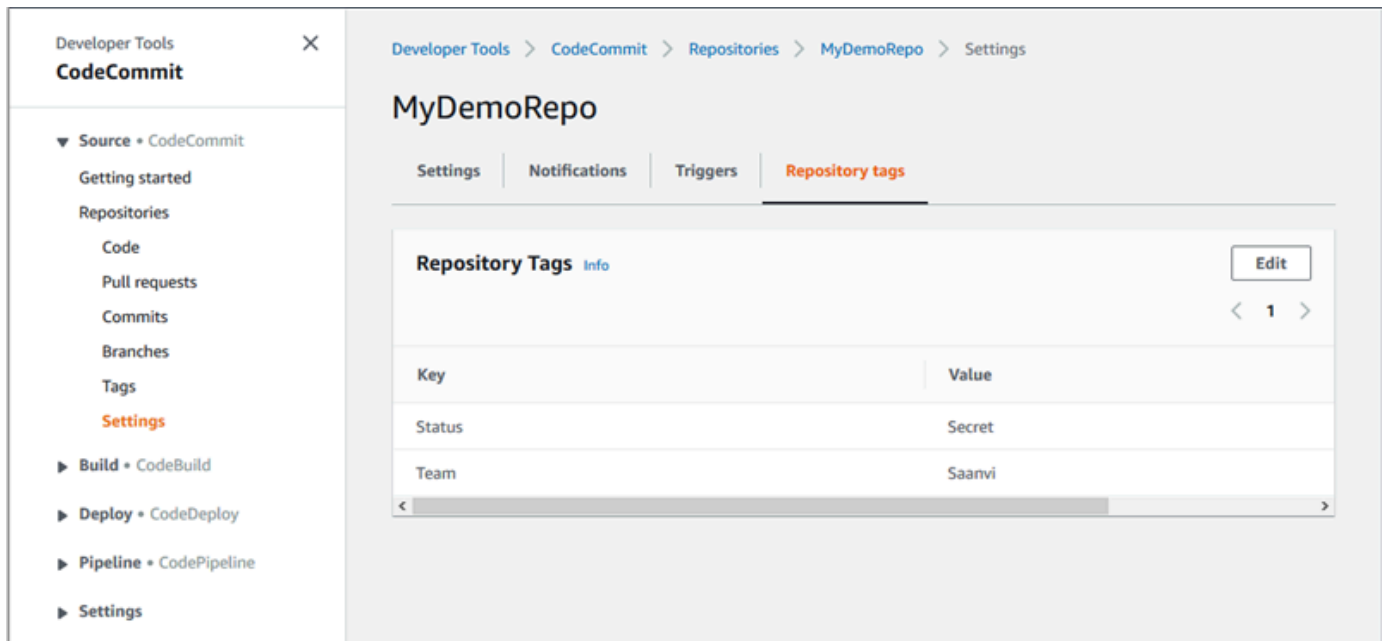 Developer Tools
CodeCommit
Source • CodeCommit
Getting started
Repositories
Code
Pull requests
Commits
Branches
Tags
Settings
Build • CodeBuild
Deploy • CodeDeploy
Pipeline • CodePipeline
Settings
Developer Tools > CodeCommit > Repositories > MyDemoRepo > Settings
MyDemoRepo
Settings Notifications Triggers Repository tags
Repository Tags Info Edit
< 1 >
Key Value
Status Secret
Team Saanvi